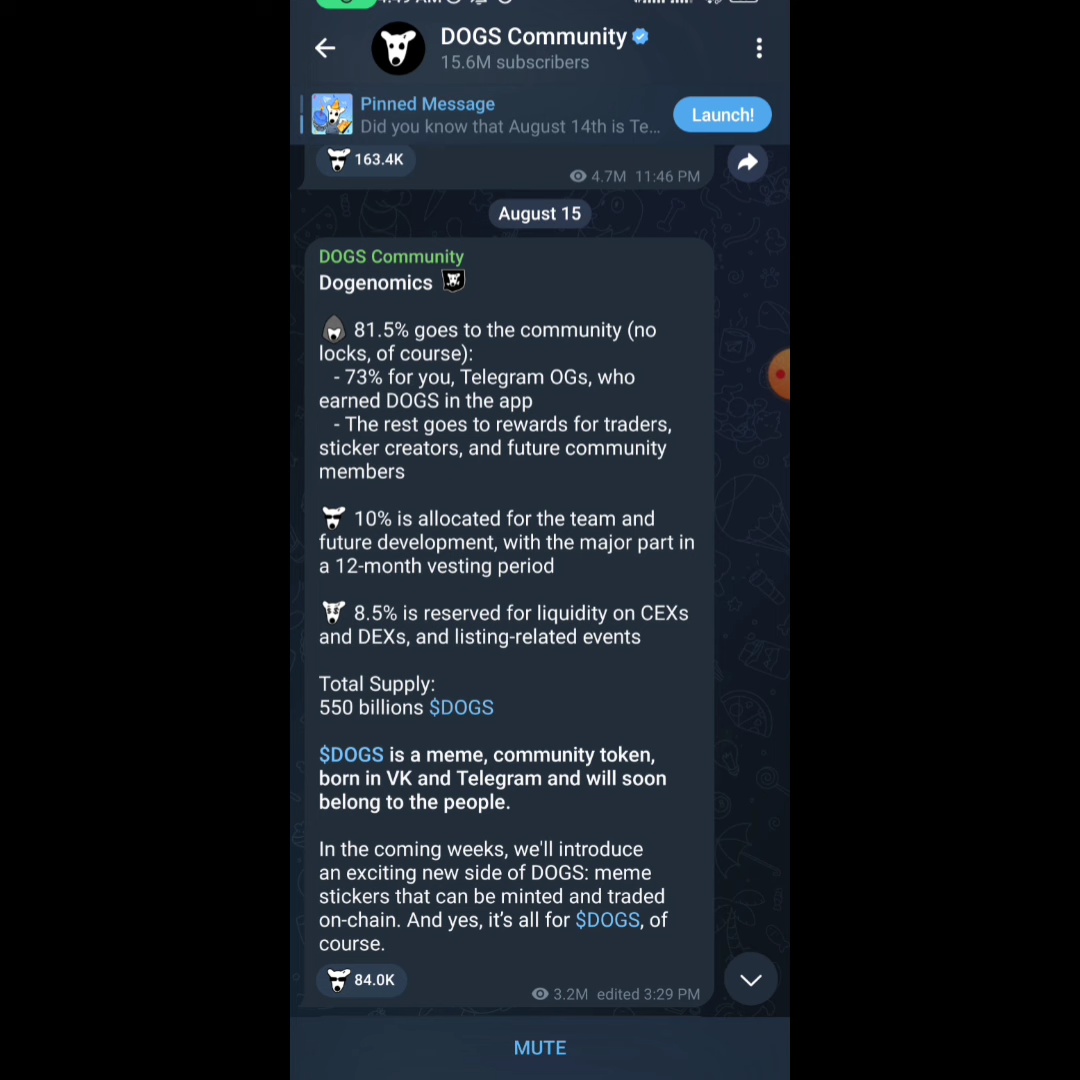 DOGS Community
15.6M subscribers
Pinned Message
Did you know that August 14th is Te...
Launch!
163.4K
4.7M 11:46 PM
August 15
DOGS Community
Dogenomics
81.5% goes to the community (no
locks, of course):
- 73% for you, Telegram OGs, who
earned DOGS in the app
- The rest goes to rewards for traders,
sticker creators, and future community
members
10% is allocated for the team and
future development, with the major part in
a 12-month vesting period
8.5% is reserved for liquidity on CEXs
and DEXs, and listing-related events
Total Supply:
550 billions $DOGS
$DOGS is a meme, community token,
born in VK and Telegram and will soon
belong to the people.
In the coming weeks, we'll introduce
an exciting new side of DOGS: meme
stickers that can be minted and traded
on-chain. And yes, it’s all for $DOGS, of
course.
84.0K
3.2M edited 3:29 PM
MUTE